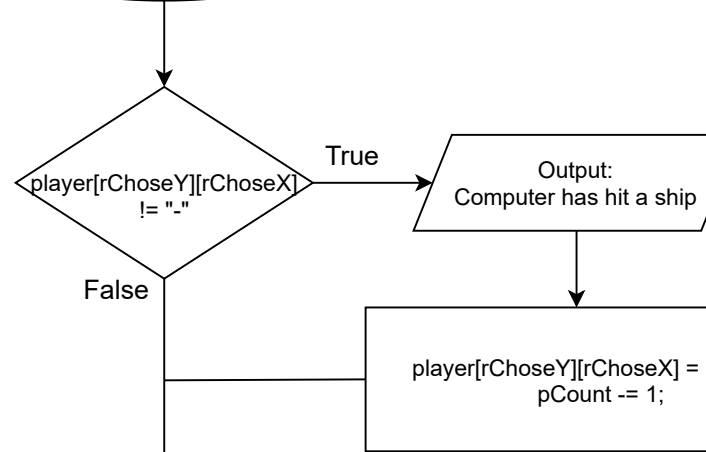 player[rChoseY][rChoseX]
!= "-"
True
Output:
Computer has hit a ship
False
player[rChoseY][rChoseX] =
pCount -= 1;